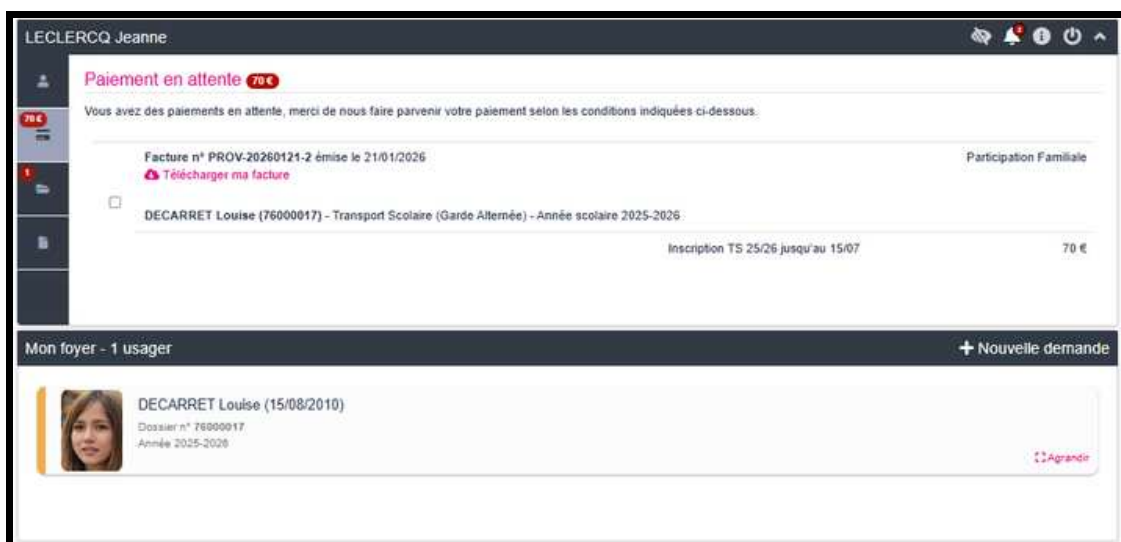 LECLERCQ Jeanne
2
70 €
1
Paiement en attente 70 €
Vous avez des paiements en attente, merci de nous faire parvenir votre paiement selon les conditions indiquées ci-dessous.
Facture n° PROV-20260121-2 émise le 21/01/2026 Participation Familiale
Télécharger ma facture
DECARRET Louise (76000017) - Transport Scolaire (Garde Alternée) - Année scolaire 2025-2026
Inscription TS 25/26 jusqu'au 15/07 70 €
Mon foyer - 1 usager + Nouvelle demande
DECARRET Louise (15/08/2010)
Dossier n° 76000017
Année 2025-2026
Agrandir